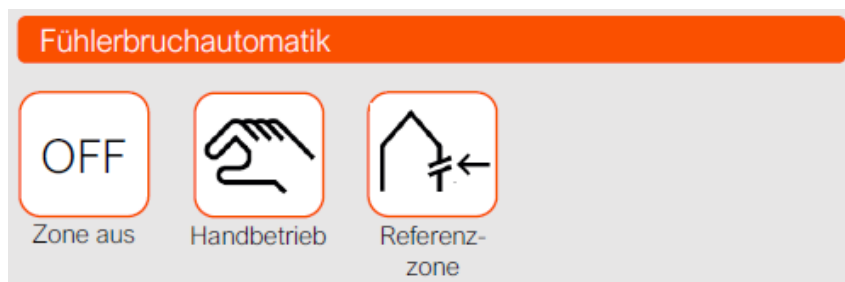 Fühlerbruchautomatik
OFF
Zone aus
Handbetrieb
Referenz-
zone